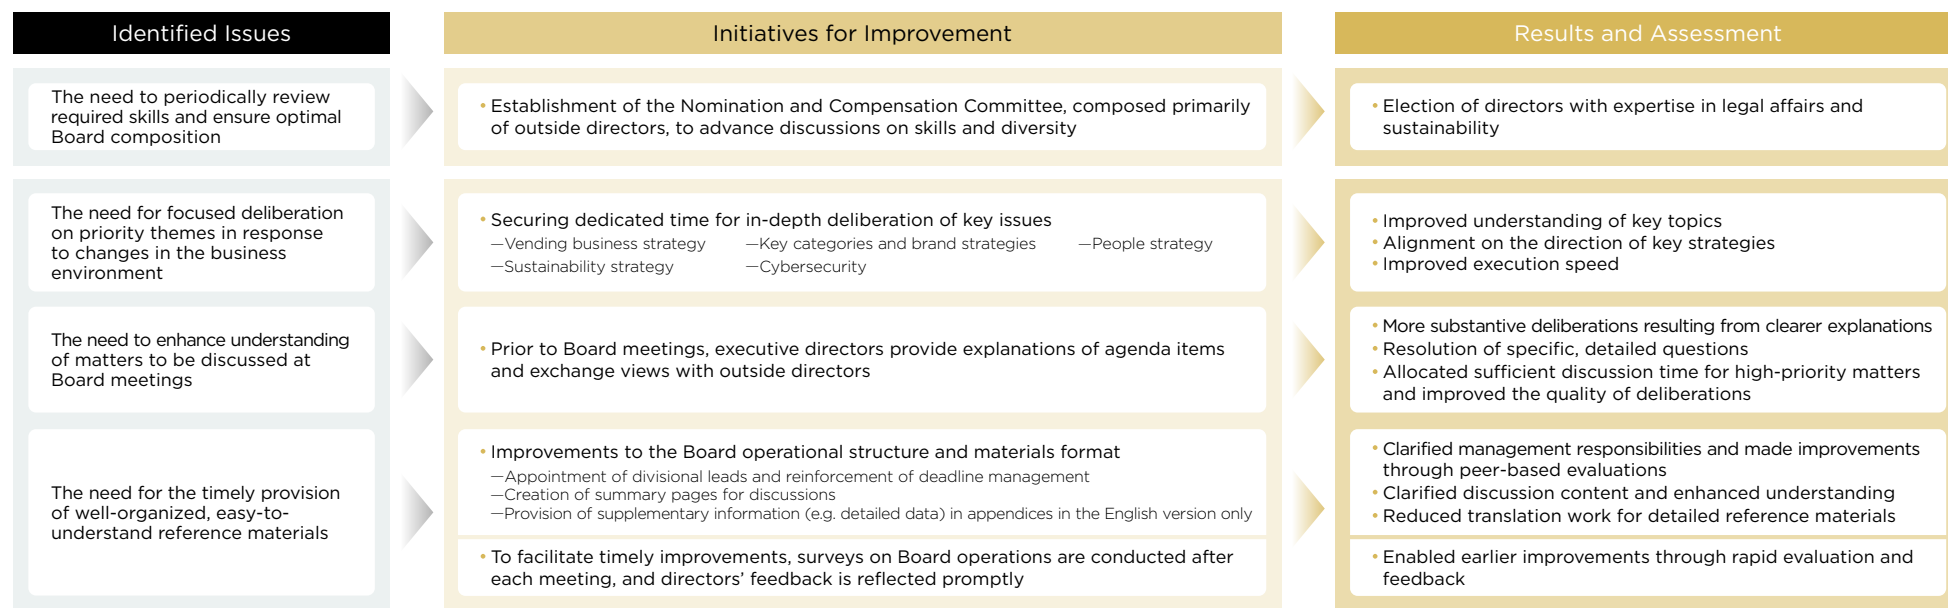 Identified Issues
Initiatives for Improvement
Results and Assessment
The need to periodically review
required skills and ensure optimal
Board composition
• Establishment of the Nomination and Compensation Committee, composed primarily
of outside directors, to advance discussions on skills and diversity
• Election of directors with expertise in legal affairs and
sustainability
The need for focused deliberation
on priority themes in response
to changes in the business
environment
• Securing dedicated time for in-depth deliberation of key issues
—Vending business strategy —Key categories and brand strategies —People strategy
—Sustainability strategy —Cybersecurity
• Improved understanding of key topics
• Alignment on the direction of key strategies
• Improved execution speed
The need to enhance understanding
of matters to be discussed at
Board meetings
• Prior to Board meetings, executive directors provide explanations of agenda items
and exchange views with outside directors
• More substantive deliberations resulting from clearer explanations
• Resolution of specific, detailed questions
• Allocated sufficient discussion time for high-priority matters
and improved the quality of deliberations
The need for the timely provision
of well-organized, easy-to-
understand reference materials
• Improvements to the Board operational structure and materials format
—Appointment of divisional leads and reinforcement of deadline management
—Creation of summary pages for discussions
—Provision of supplementary information (e.g. detailed data) in appendices in the English version only
• Clarified management responsibilities and made improvements
through peer-based evaluations
• Clarified discussion content and enhanced understanding
• Reduced translation work for detailed reference materials
• To facilitate timely improvements, surveys on Board operations are conducted after
each meeting, and directors’ feedback is reflected promptly
• Enabled earlier improvements through rapid evaluation and
feedback